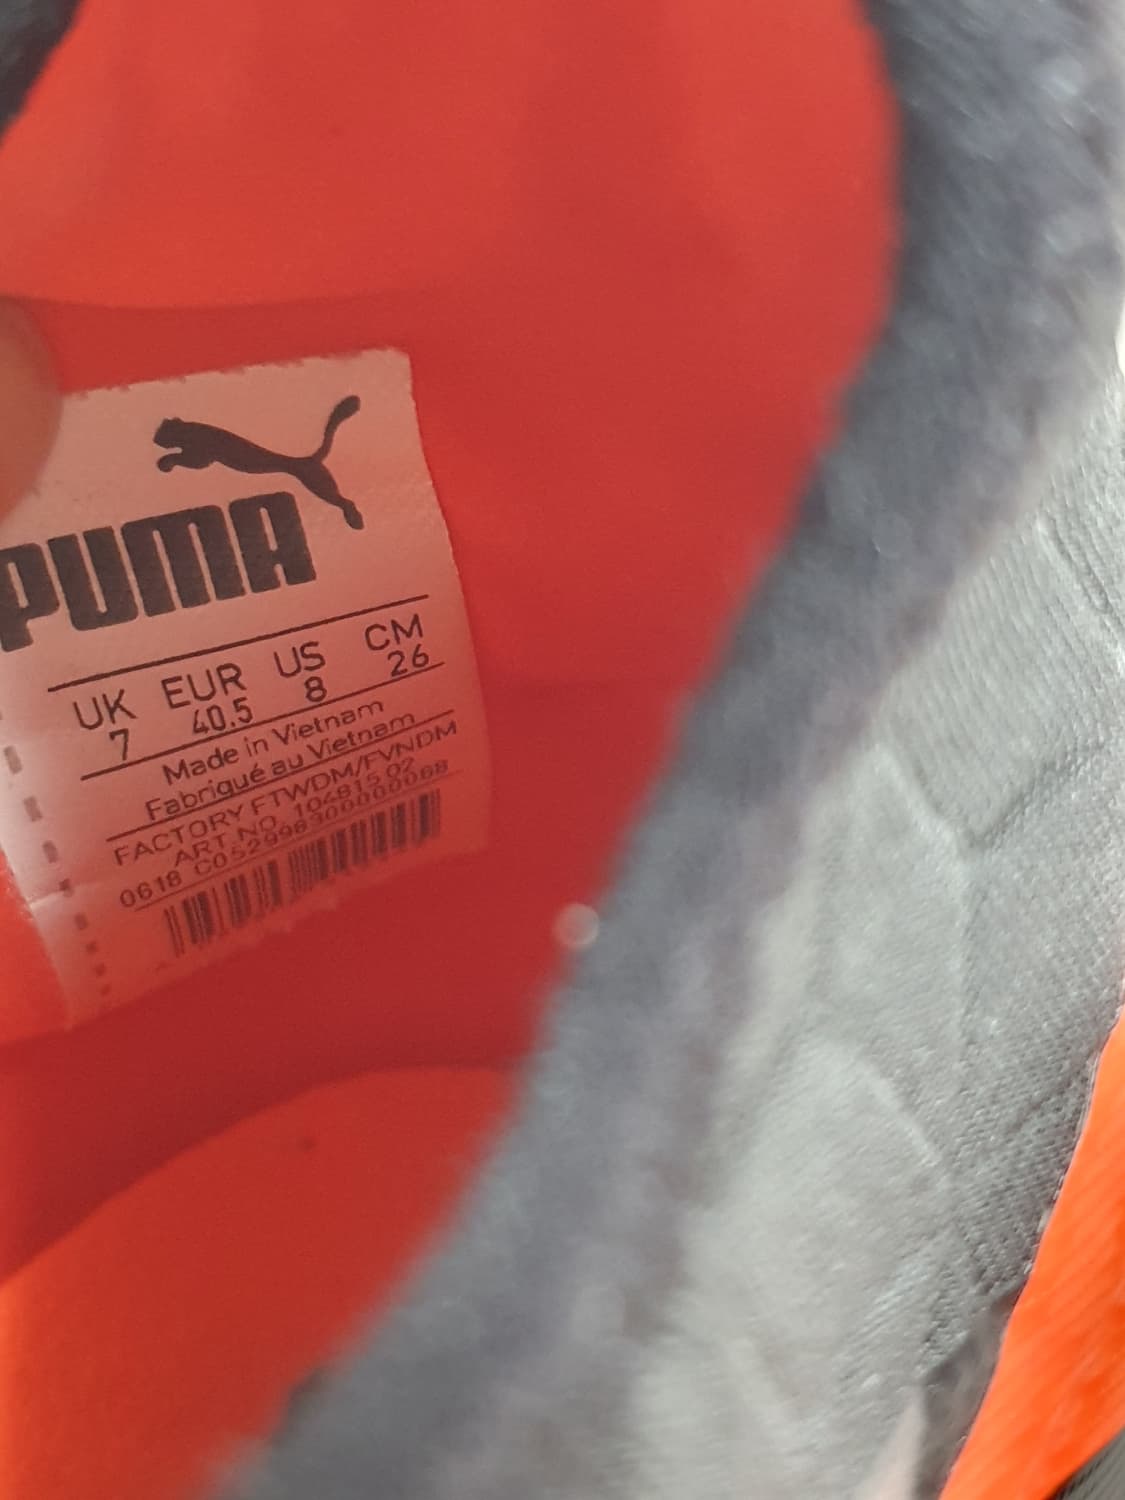 PUMA
UK EUR US CM
7 40.5 8 26
Made in Vietnam
Fabriqué au Vietnam
FACTORY FTWDM/FVNDM
ART.NO. 104815 02
0618 C05299830000006B